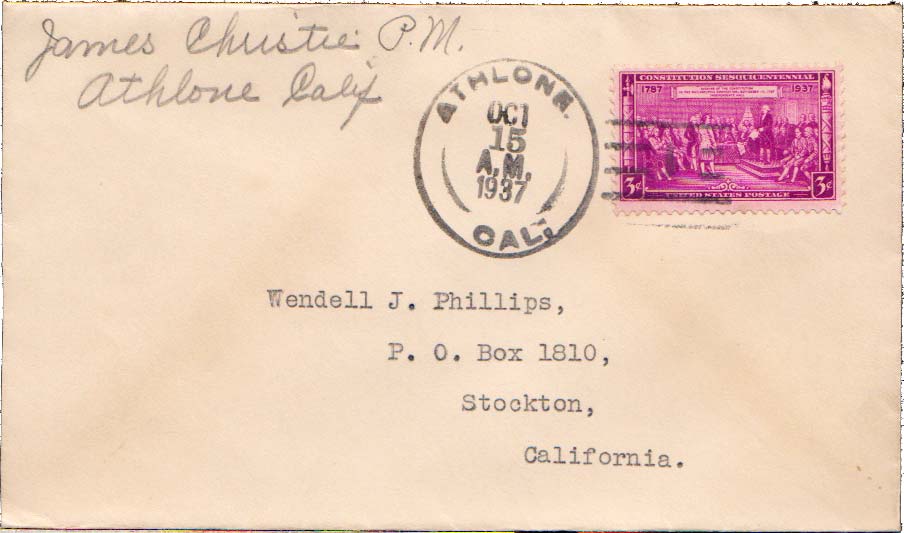 James Christie P.M.
Athlone Calif
ATHLONE.
OCT
15
A.M.
1937
CAL.
CONSTITUTION SESQUICENTENNIAL
1787 1937
3¢ 3¢
UNITED STATES POSTAGE
Wendell J. Phillips,
P. O. Box 1810,
Stockton,
California.